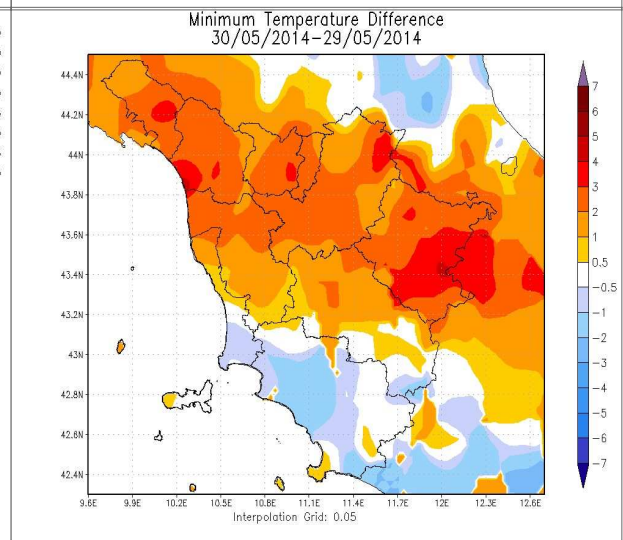 Minimum Temperature Difference
30/05/2014–29/05/2014
44.4N
44.2N
44N
43.8N
43.6N
43.4N
43.2N
43N
42.8N
42.6N
42.4N
9.6E 9.9E 10.2E 10.5E 10.8E 11.1E 11.4E 11.7E 12E 12.3E 12.6E
Interpolation Grid: 0.05
7
6
5
4
3
2
1
0.5
−0.5
−1
−2
−3
−4
−5
−6
−7